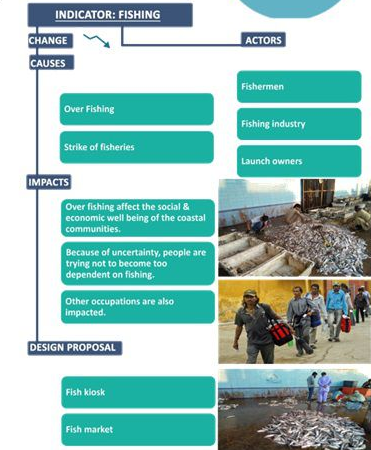 INDICATOR: FISHING
CHANGE
ACTORS
CAUSES
Fishermen
Over Fishing
Fishing industry
Strike of fisheries
Launch owners
IMPACTS
Over fishing affect the social &
economic well being of the coastal
communities.
Because of uncertainty, people are
trying not to become too
dependent on fishing.
Other occupations are also
impacted.
DESIGN PROPOSAL
Fish kiosk
Fish market